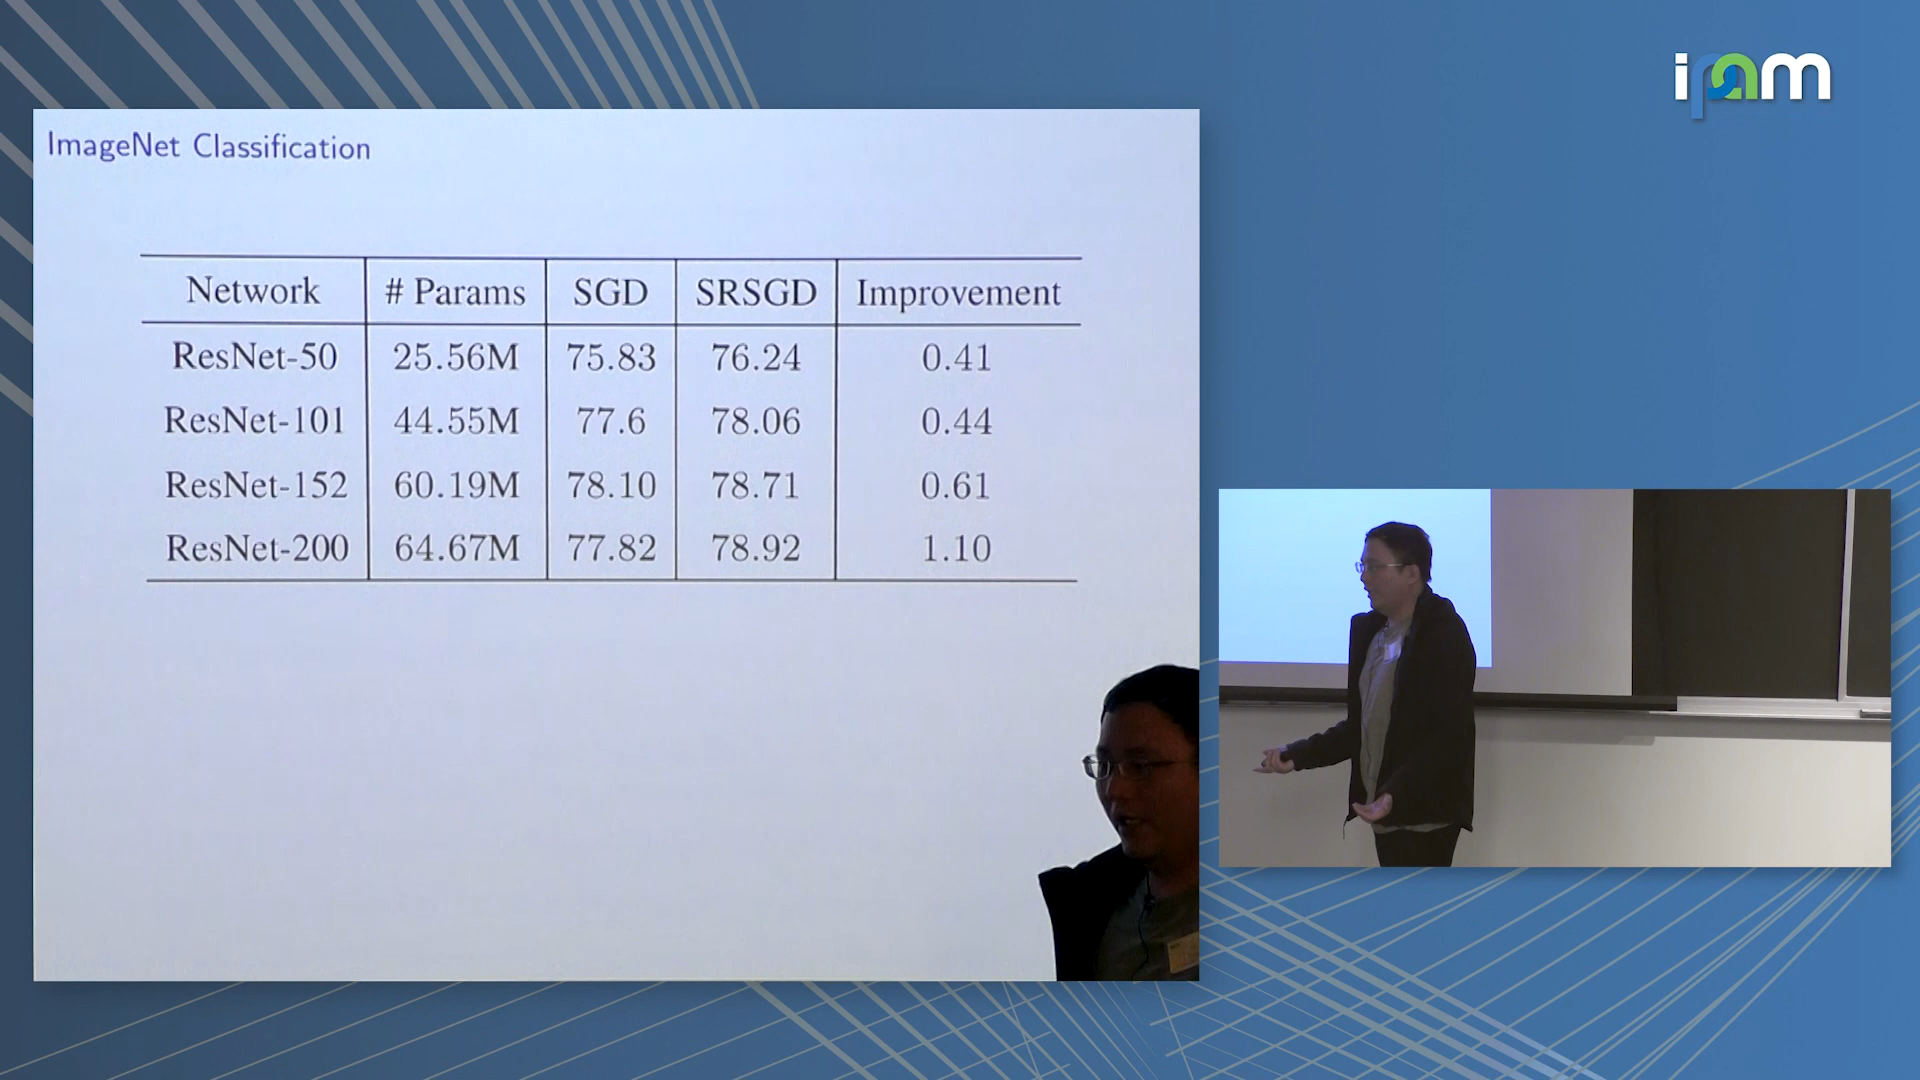 ipam
ImageNet Classification
Network # Params SGD SRSGD Improvement
ResNet-50 25.56M 75.83 76.24 0.41
ResNet-101 44.55M 77.6 78.06 0.44
ResNet-152 60.19M 78.10 78.71 0.61
ResNet-200 64.67M 77.82 78.92 1.10